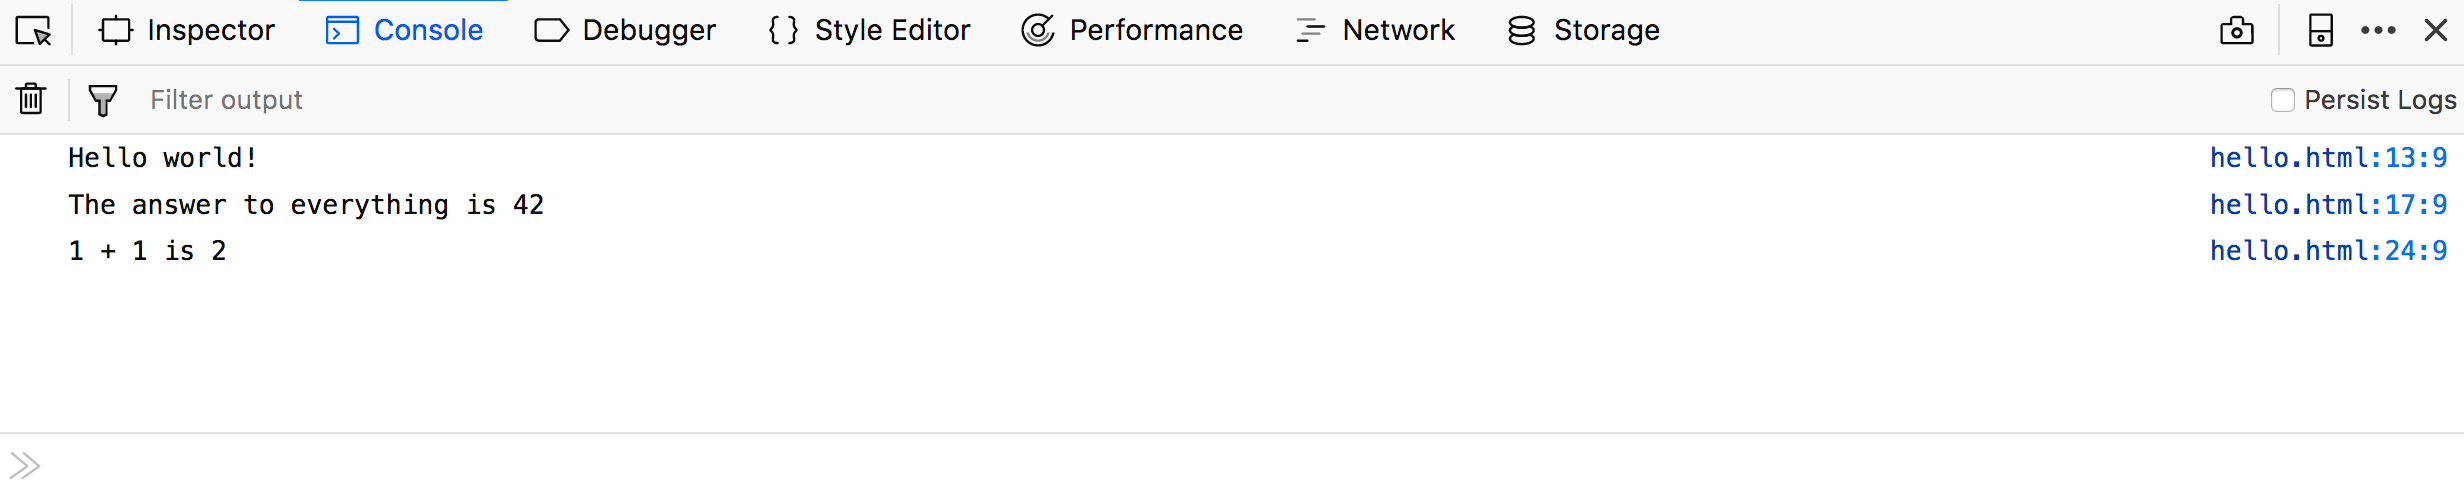 Inspector Console Debugger {} Style Editor Performance Network Storage
Filter output Persist Logs
Hello world! hello.html:13:9
The answer to everything is 42 hello.html:17:9
1 + 1 is 2 hello.html:24:9